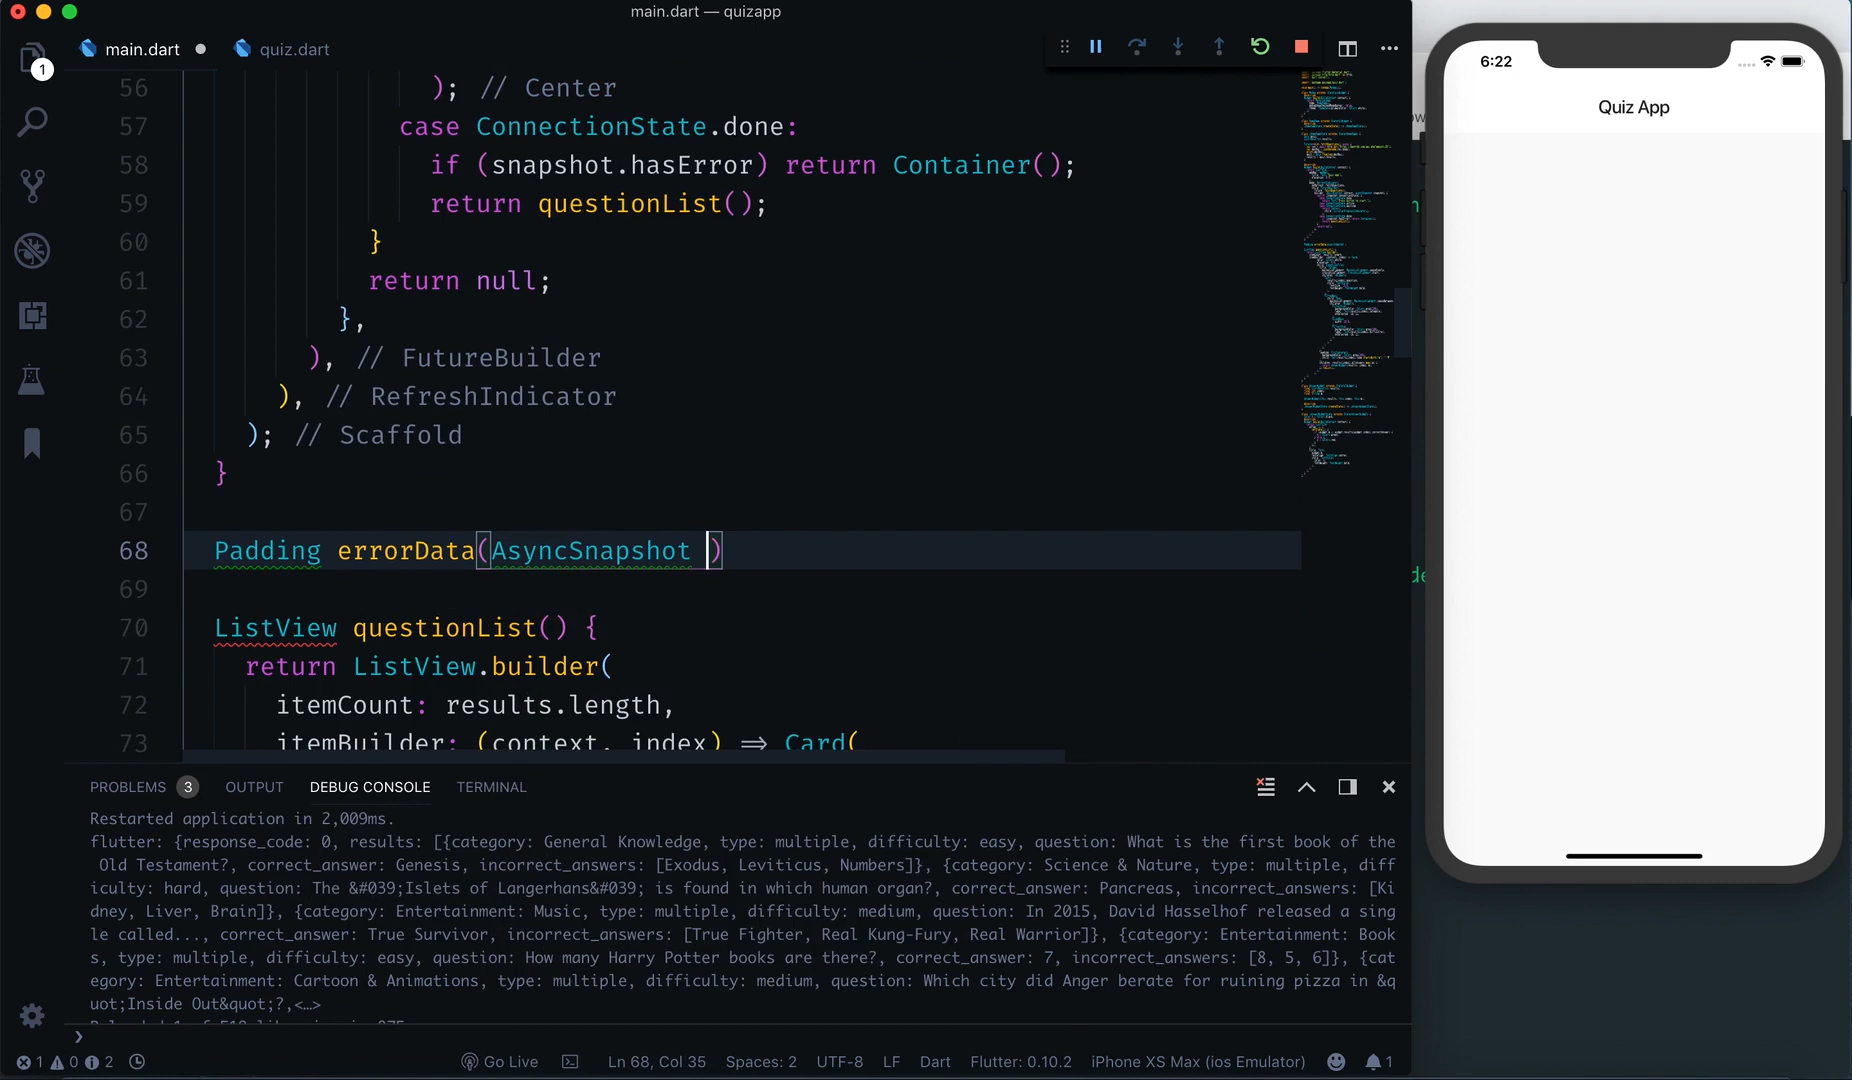 main.dart — quizapp
main.dart
quiz.dart
1
56 ); // Center
57 case ConnectionState.done:
58 if (snapshot.hasError) return Container();
59 return questionList();
60 }
61 return null;
62 },
63 ), // FutureBuilder
64 ), // RefreshIndicator
65 ); // Scaffold
66 }
67
68 Padding errorData(AsyncSnapshot )
69
70 ListView questionList() {
71 return ListView.builder(
72 itemCount: results.length,
73 itemBuilder: (context, index) => Card(
PROBLEMS 3 OUTPUT DEBUG CONSOLE TERMINAL
Restarted application in 2,009ms.
flutter: {response_code: 0, results: [{category: General Knowledge, type: multiple, difficulty: easy, question: What is the first book of the
Old Testament?, correct_answer: Genesis, incorrect_answers: [Exodus, Leviticus, Numbers]}, {category: Science & Nature, type: multiple, diff
iculty: hard, question: The &#039;Islets of Langerhans&#039; is found in which human organ?, correct_answer: Pancreas, incorrect_answers: [Ki
dney, Liver, Brain]}, {category: Entertainment: Music, type: multiple, difficulty: medium, question: In 2015, David Hasselhof released a sing
le called..., correct_answer: True Survivor, incorrect_answers: [True Fighter, Real Kung-Fury, Real Warrior]}, {category: Entertainment: Book
s, type: multiple, difficulty: easy, question: How many Harry Potter books are there?, correct_answer: 7, incorrect_answers: [8, 5, 6]}, {cat
egory: Entertainment: Cartoon & Animations, type: multiple, difficulty: medium, question: Which city did Anger berate for ruining pizza in &q
uot;Inside Out&quot;?,<…>
1 0 2 Go Live Ln 68, Col 35 Spaces: 2 UTF-8 LF Dart Flutter: 0.10.2 iPhone XS Max (ios Emulator) 1
6:22
Quiz App